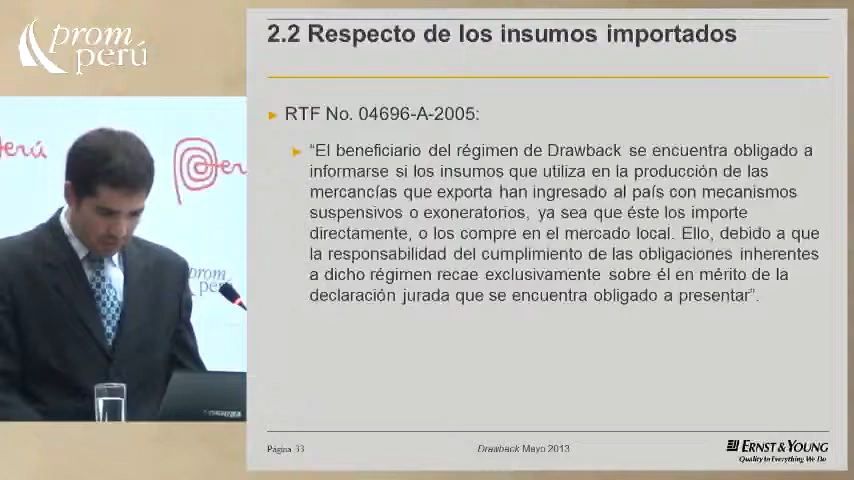 prom
perú
erú
Per
prom
pe
2.2 Respecto de los insumos importados
RTF No. 04696-A-2005:
“El beneficiario del régimen de Drawback se encuentra obligado a
informarse si los insumos que utiliza en la producción de las
mercancías que exporta han ingresado al país con mecanismos
suspensivos o exoneratorios, ya sea que éste los importe
directamente, o los compre en el mercado local. Ello, debido a que
la responsabilidad del cumplimiento de las obligaciones inherentes
a dicho régimen recae exclusivamente sobre él en mérito de la
declaración jurada que se encuentra obligado a presentar”.
Página 33
Drawback Mayo 2013
ERNST & YOUNG
Quality In Everything We Do